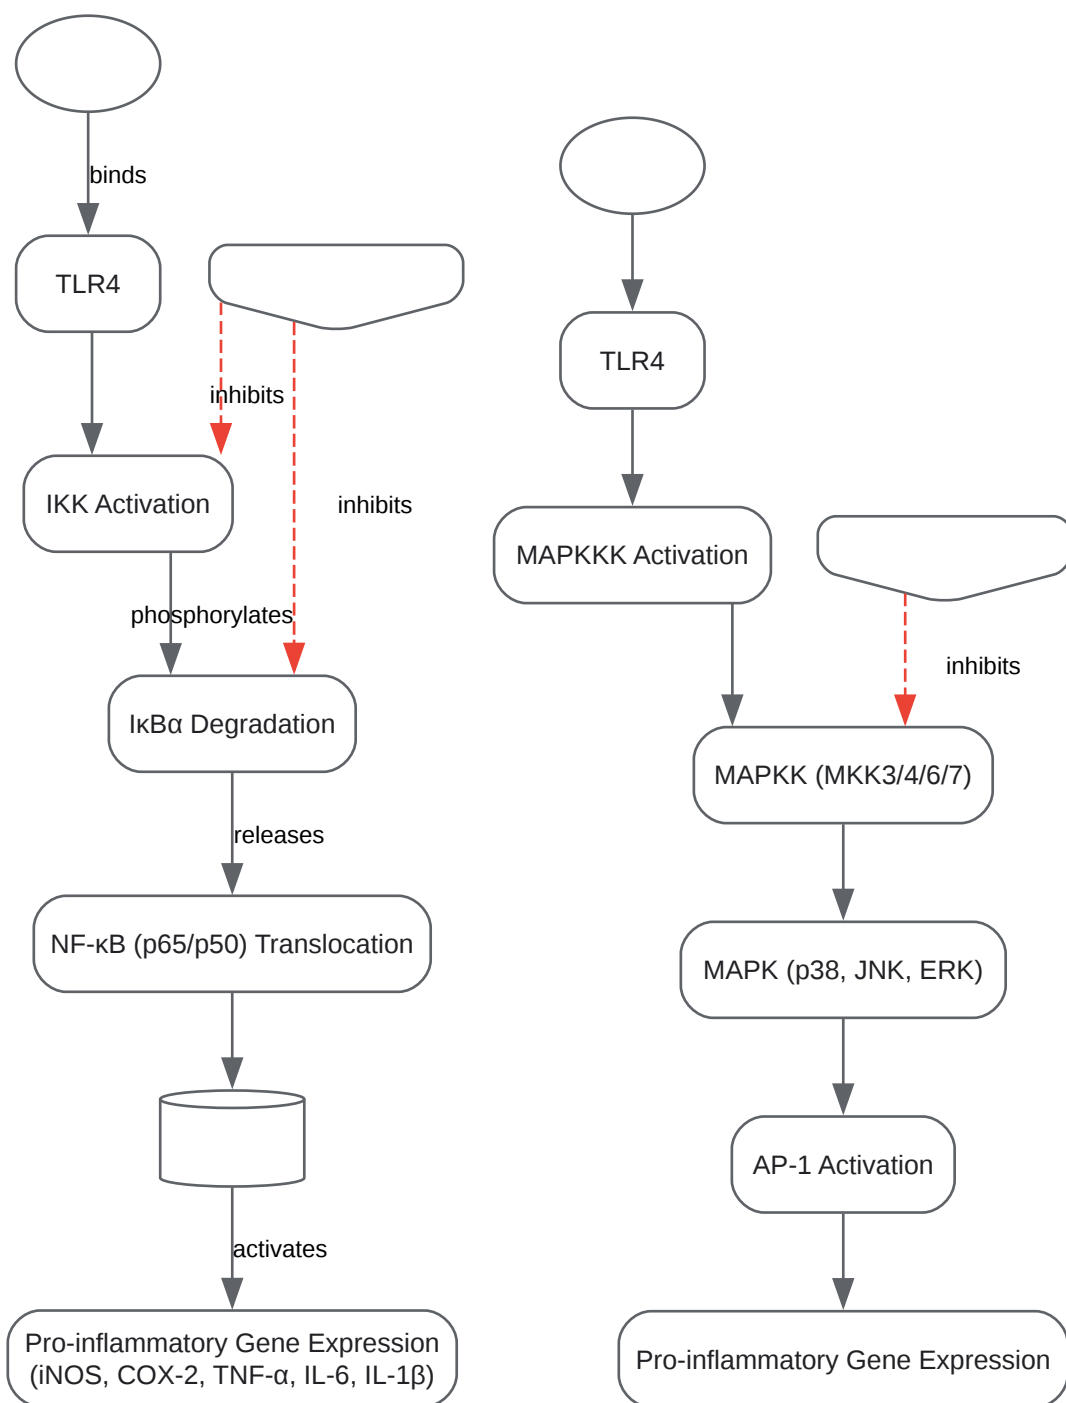 binds
TLR4
inhibits
IKK Activation
inhibits
phosphorylates
IκBα Degradation
releases
NF-κB (p65/p50) Translocation
activates
Pro-inflammatory Gene Expression
(iNOS, COX-2, TNF-α, IL-6, IL-1β)
TLR4
MAPKKK Activation
inhibits
MAPKK (MKK3/4/6/7)
MAPK (p38, JNK, ERK)
AP-1 Activation
Pro-inflammatory Gene Expression